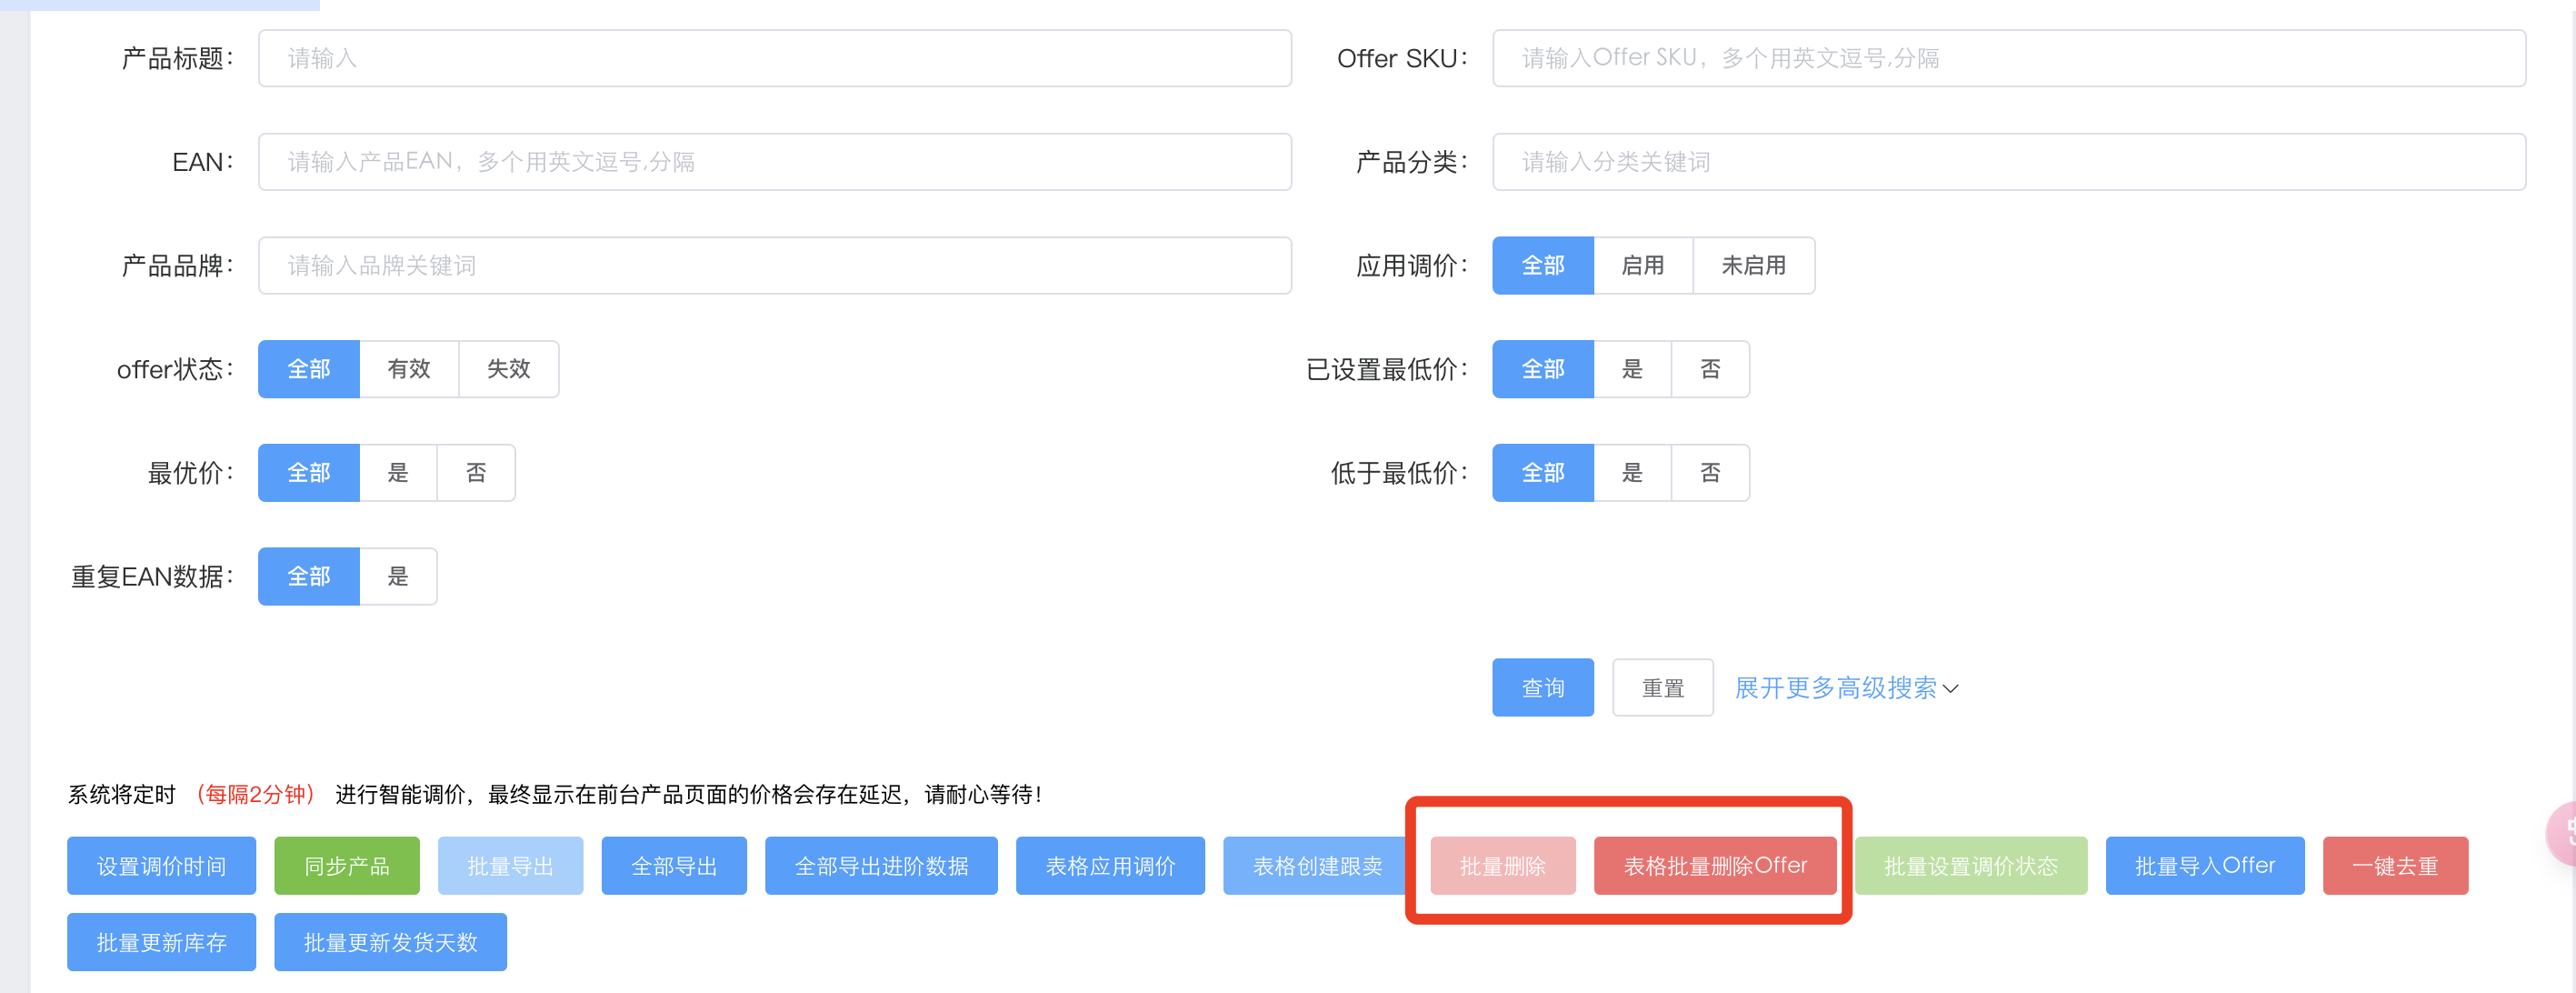 产品标题： 请输入 Offer SKU： 请输入Offer SKU，多个用英文逗号,分隔
EAN： 请输入产品EAN，多个用英文逗号,分隔 产品分类： 请输入分类关键词
产品品牌： 请输入品牌关键词 应用调价： 全部 启用 未启用
offer状态： 全部 有效 失效 已设置最低价： 全部 是 否
最优价： 全部 是 否 低于最低价： 全部 是 否
重复EAN数据： 全部 是
查询 重置 展开更多高级搜索
系统将定时 （每隔2分钟） 进行智能调价，最终显示在前台产品页面的价格会存在延迟，请耐心等待！
设置调价时间 同步产品 批量导出 全部导出 全部导出进阶数据 表格应用调价 表格创建跟卖 批量删除 表格批量删除Offer 批量设置调价状态 批量导入Offer 一键去重
批量更新库存 批量更新发货天数